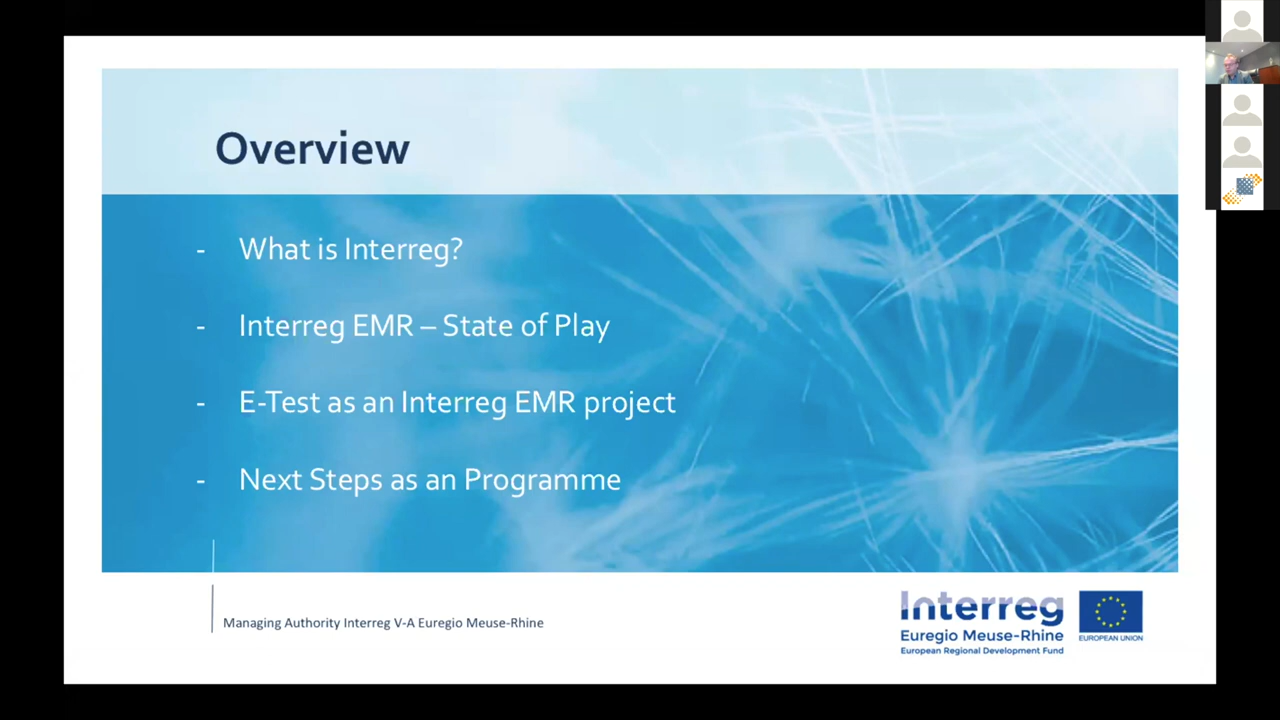 Overview
- What is Interreg?
- Interreg EMR – State of Play
- E-Test as an Interreg EMR project
- Next Steps as an Programme
Managing Authority Interreg V-A Euregio Meuse-Rhine
Interreg
Euregio Meuse-Rhine
European Regional Development Fund
EUROPEAN UNION